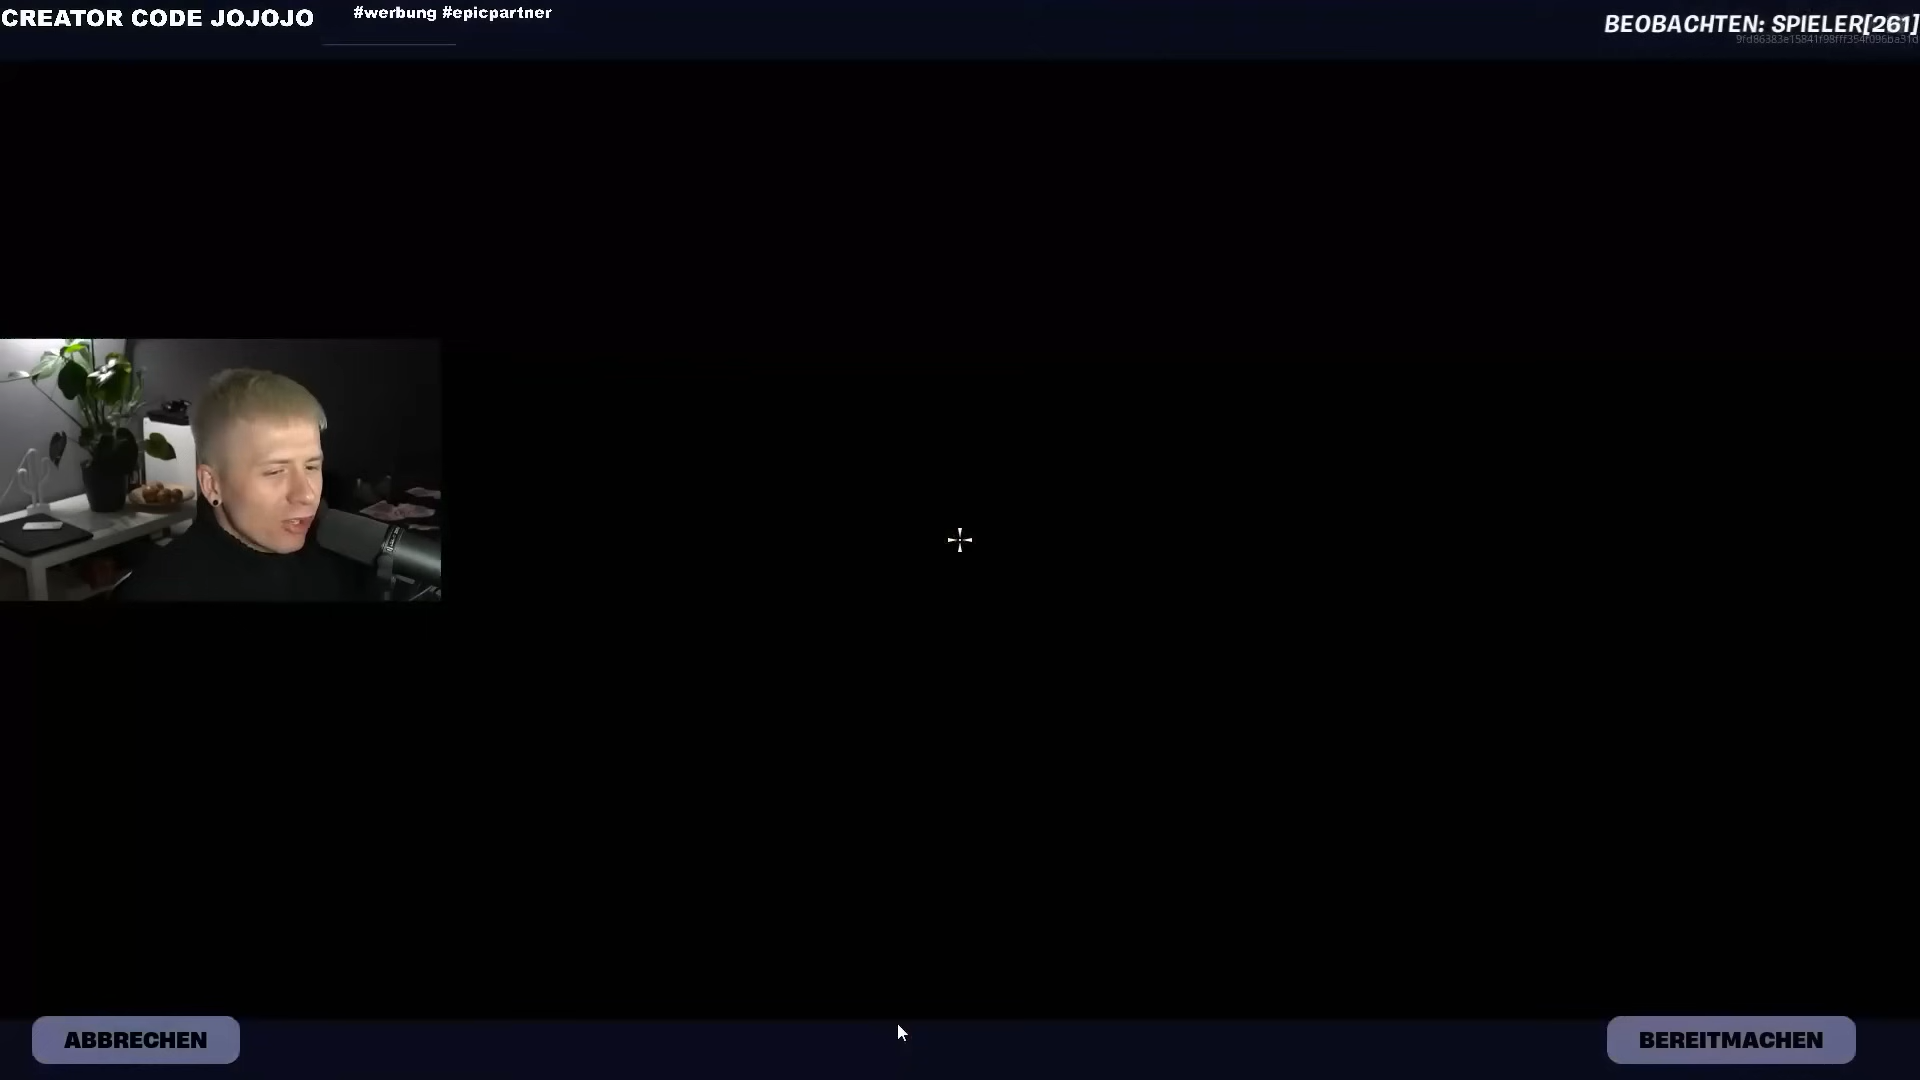 CREATOR CODE JOJOJO
#werbung #epicpartner
BEOBACHTEN: SPIELER[261]
ABBRECHEN
BEREITMACHEN